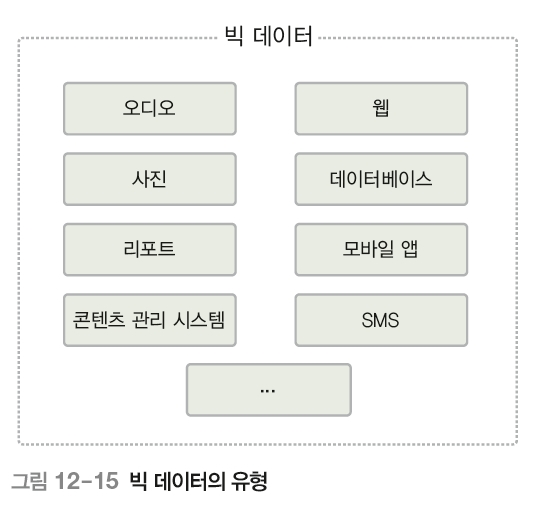 빅 데이터
오디오
웹
사진
데이터베이스
리포트
모바일 앱
콘텐츠 관리 시스템
SMS
...
그림 12-15 빅 데이터의 유형